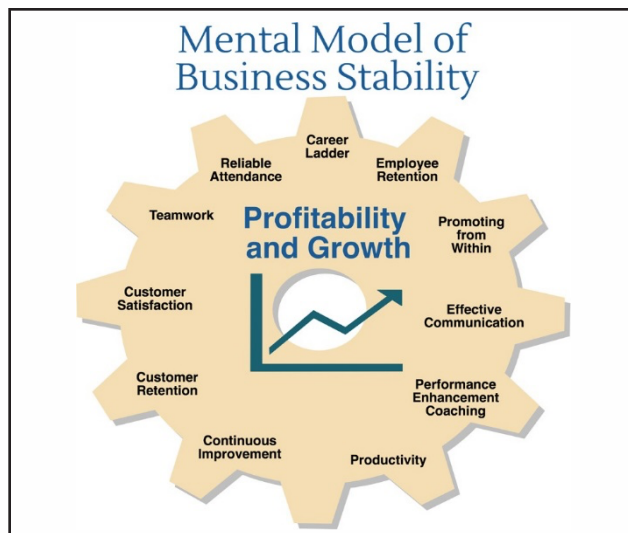 Mental Model of
Business Stability
Career
Ladder
Reliable
Attendance
Employee
Retention
Teamwork
Profitability
and Growth
Promoting
from
Within
Customer
Satisfaction
Effective
Communication
Customer
Retention
Performance
Enhancement
Coaching
Continuous
Improvement
Productivity